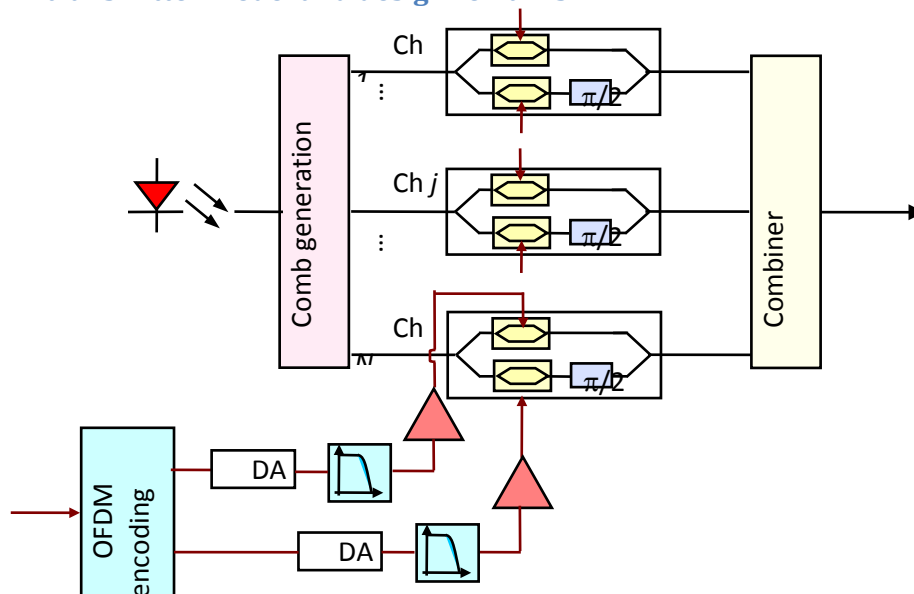 Ch
...
π/2
Comb generation
Ch j
...
π/2
Combiner
Ch
π/2
DA
OFDM
encoding
DA